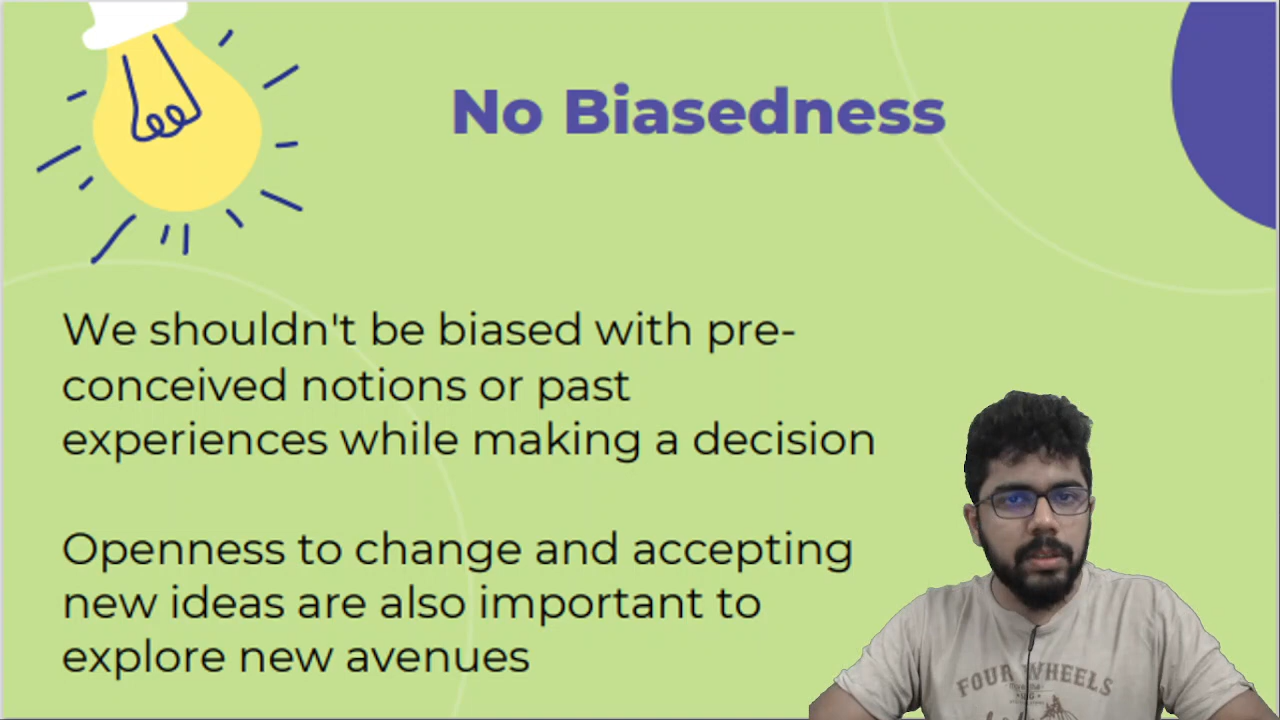 No Biasedness
We shouldn't be biased with pre-
conceived notions or past
experiences while making a decision
Openness to change and accepting
new ideas are also important to
explore new avenues
FOUR WHEELS